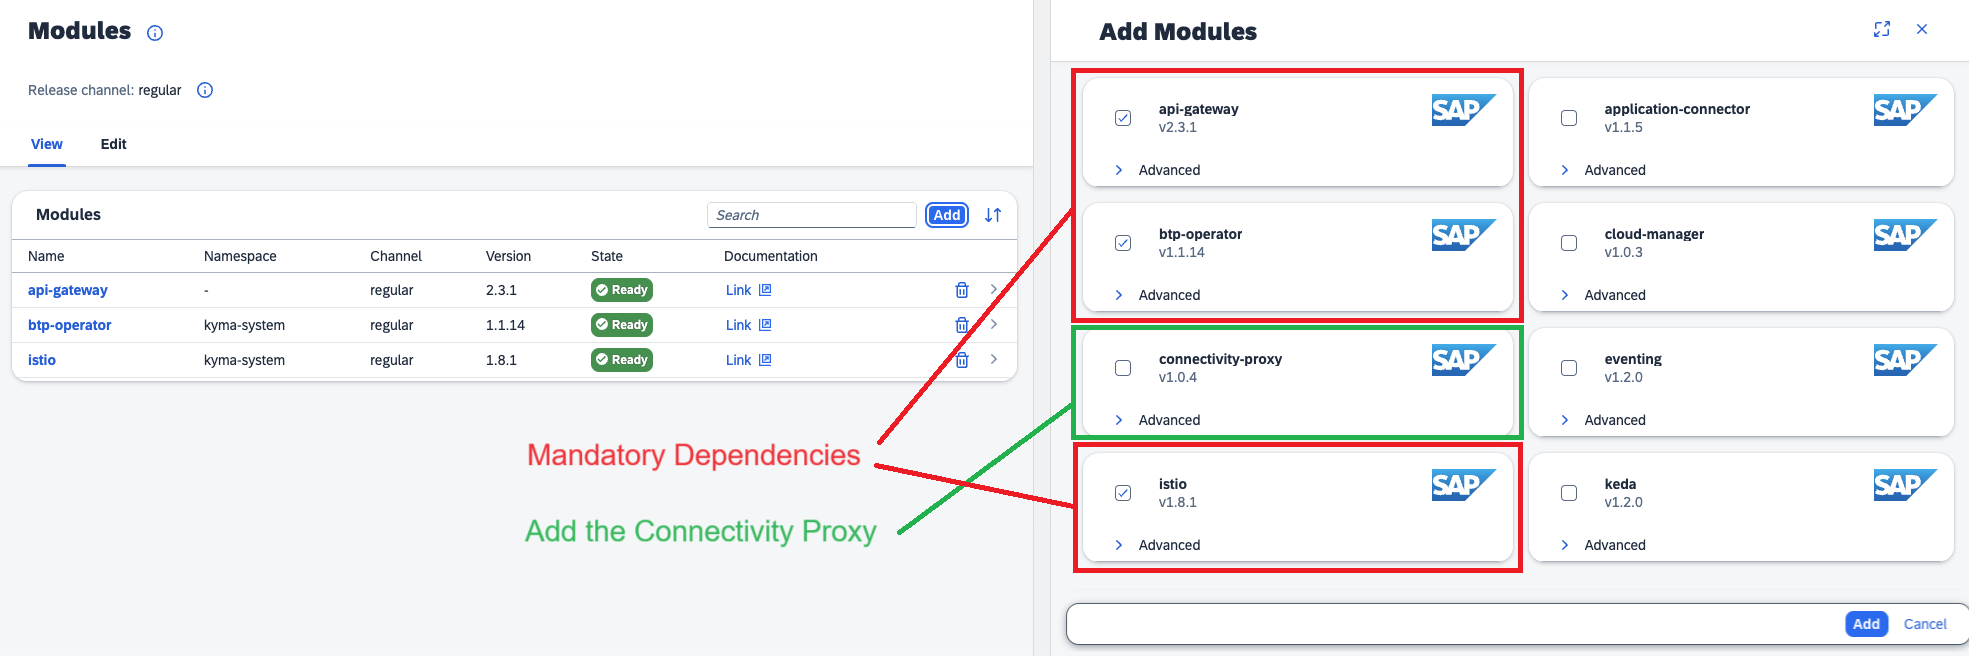 Modules
Release channel: regular
View Edit
Modules Search Add
Name Namespace Channel Version State Documentation
api-gateway - regular 2.3.1 Ready Link
btp-operator kyma-system regular 1.1.14 Ready Link
istio kyma-system regular 1.8.1 Ready Link
Mandatory Dependencies
Add the Connectivity Proxy
Add Modules
api-gateway SAP
v2.3.1
Advanced
application-connector SAP
v1.1.5
Advanced
btp-operator SAP
v1.1.14
Advanced
cloud-manager SAP
v1.0.3
Advanced
connectivity-proxy SAP
v1.0.4
Advanced
eventing SAP
v1.2.0
Advanced
istio SAP
v1.8.1
Advanced
keda SAP
v1.2.0
Advanced
Add Cancel